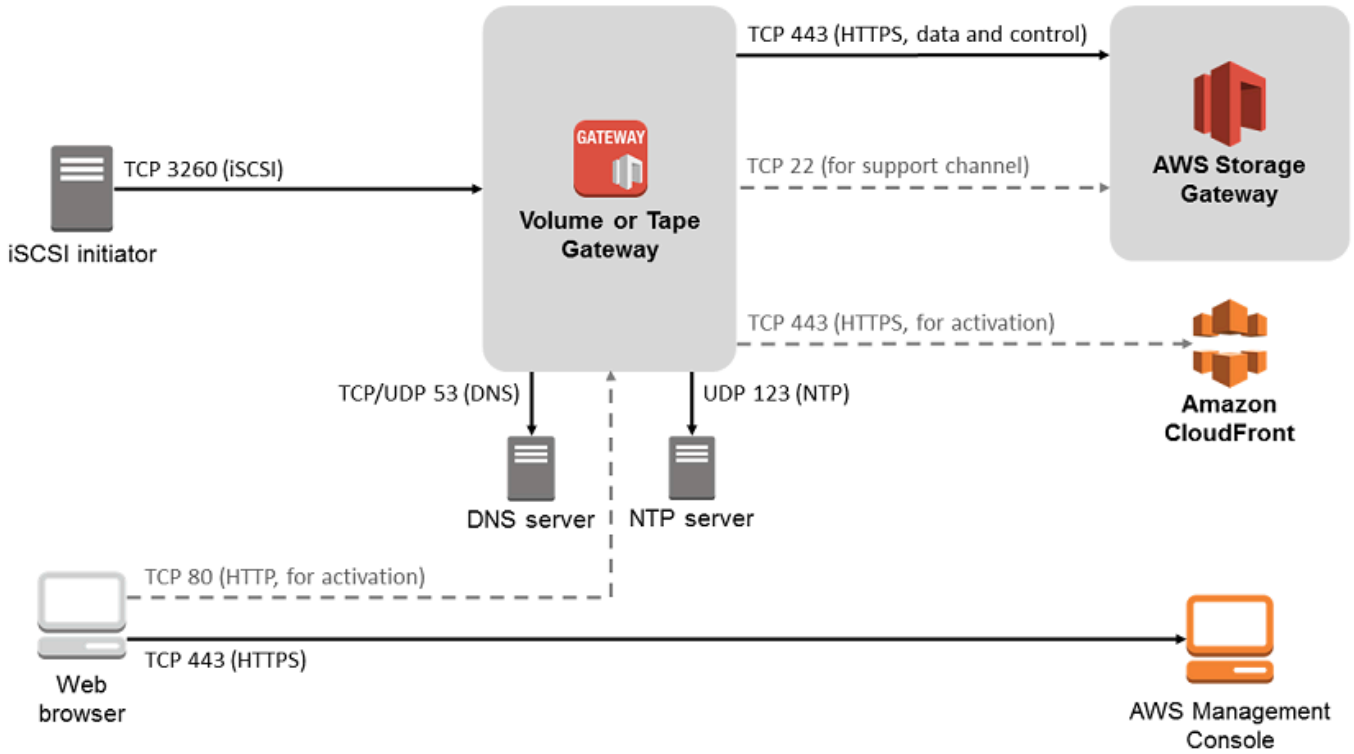 TCP 443 (HTTPS, data and control)
GATEWAY
TCP 3260 (iSCSI)
TCP 22 (for support channel)
AWS Storage
Gateway
Volume or Tape
Gateway
iSCSI initiator
TCP 443 (HTTPS, for activation)
TCP/UDP 53 (DNS)
UDP 123 (NTP)
Amazon
CloudFront
DNS server
NTP server
TCP 80 (HTTP, for activation)
TCP 443 (HTTPS)
Web
browser
AWS Management
Console